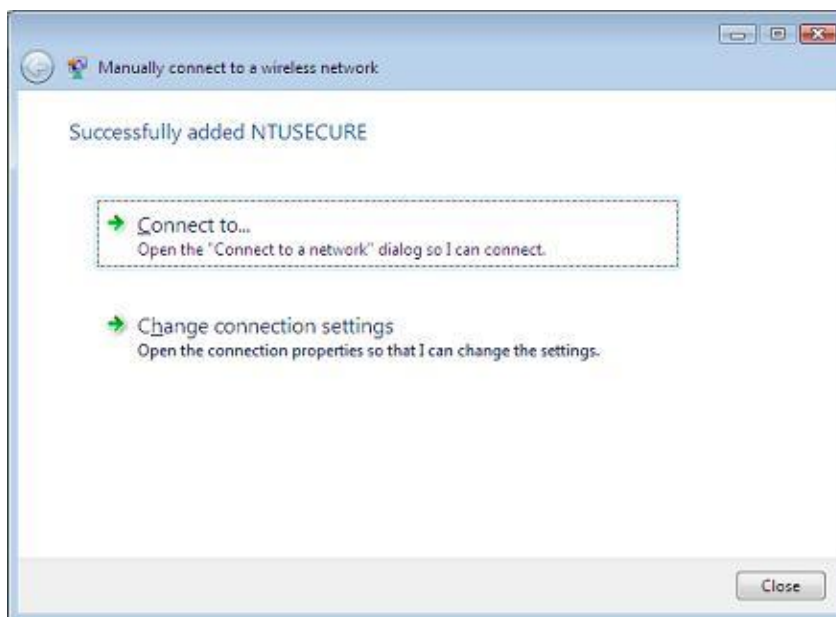 Manually connect to a wireless network
Successfully added NTUSECURE
Connect to...
Open the "Connect to a network" dialog so I can connect.
Change connection settings
Open the connection properties so that I can change the settings.
Close